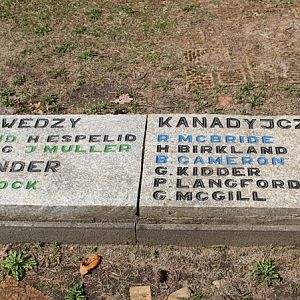 WEDZY
H ESPELID
J MULLER
NDER
OCK
KANADYJCZ
R MCBRIDE
H BIRKLAND
B CAMERON
G KIDDER
P LANGFORD
G MCGILL